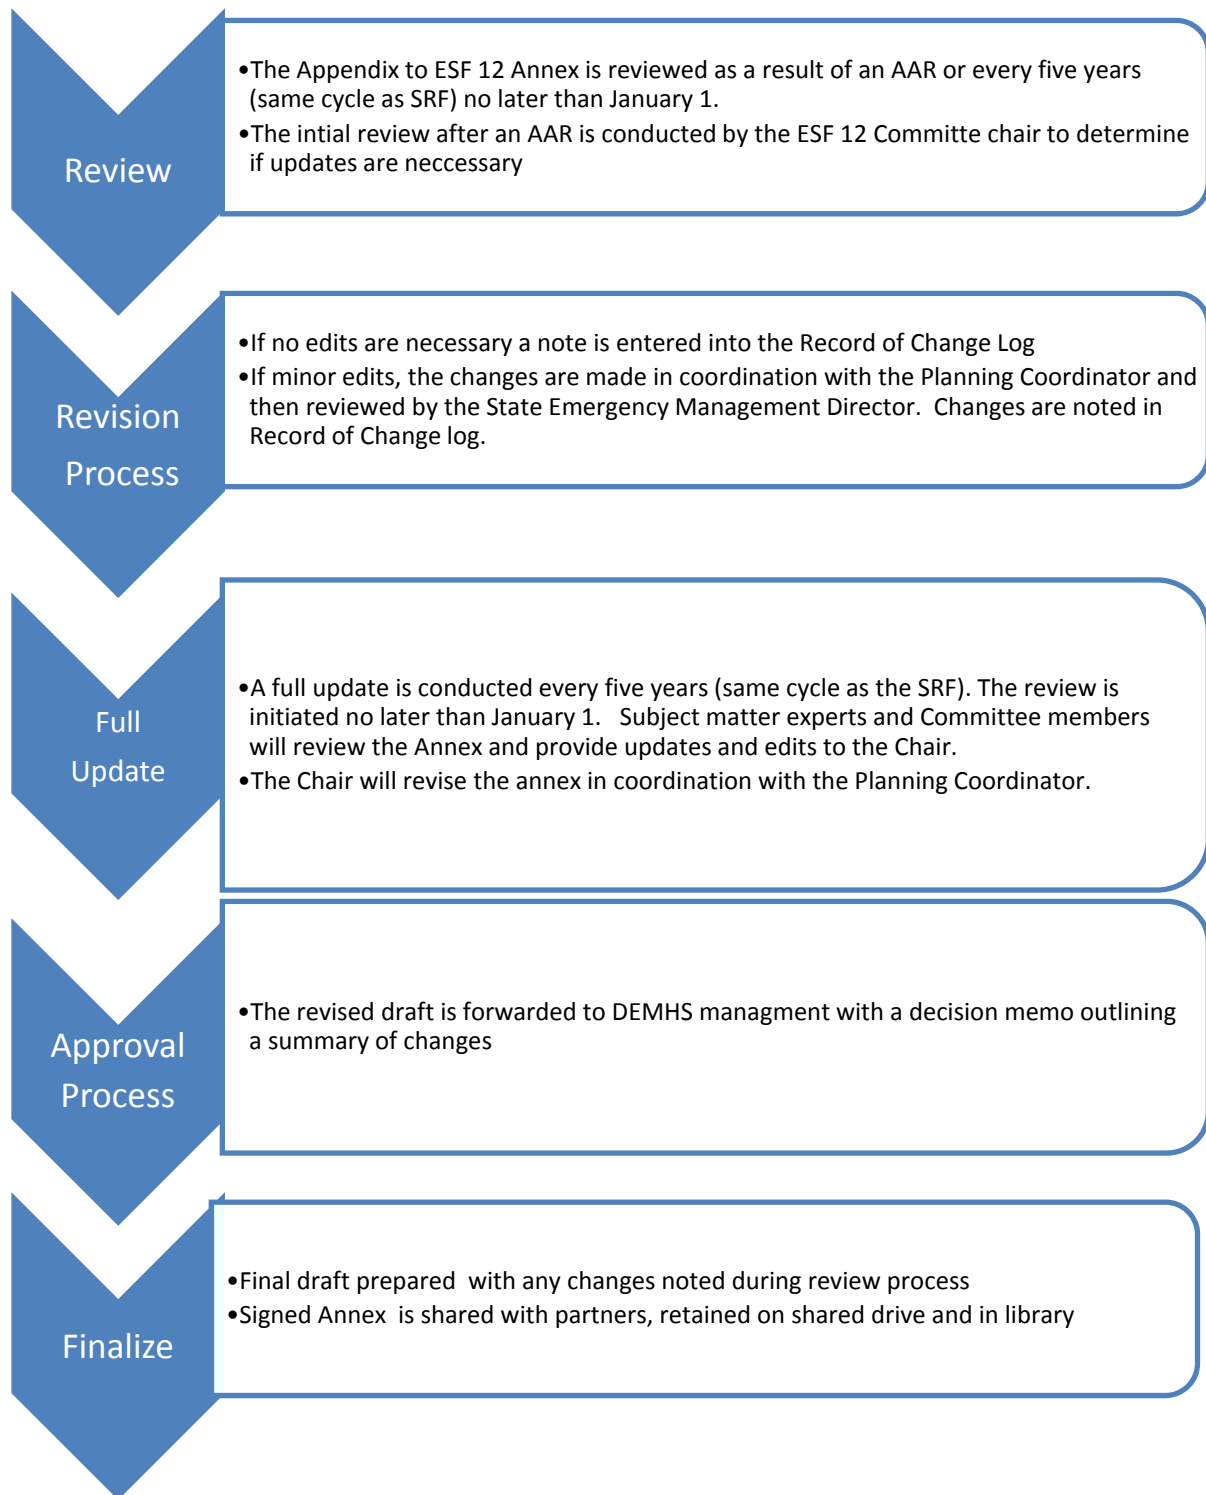 Review
•The Appendix to ESF 12 Annex is reviewed as a result of an AAR or every five years
(same cycle as SRF) no later than January 1.
•The intial review after an AAR is conducted by the ESF 12 Committe chair to determine
if updates are neccessary
Revision
Process
•If no edits are necessary a note is entered into the Record of Change Log
•If minor edits, the changes are made in coordination with the Planning Coordinator and
then reviewed by the State Emergency Management Director.  Changes are noted in
Record of Change log.
Full
Update
•A full update is conducted every five years (same cycle as the SRF). The review is
initiated no later than January 1.   Subject matter experts and Committee members
will review the Annex and provide updates and edits to the Chair.
•The Chair will revise the annex in coordination with the Planning Coordinator.
Approval
Process
•The revised draft is forwarded to DEMHS managment with a decision memo outlining
a summary of changes
Finalize
•Final draft prepared  with any changes noted during review process
•Signed Annex  is shared with partners, retained on shared drive and in library